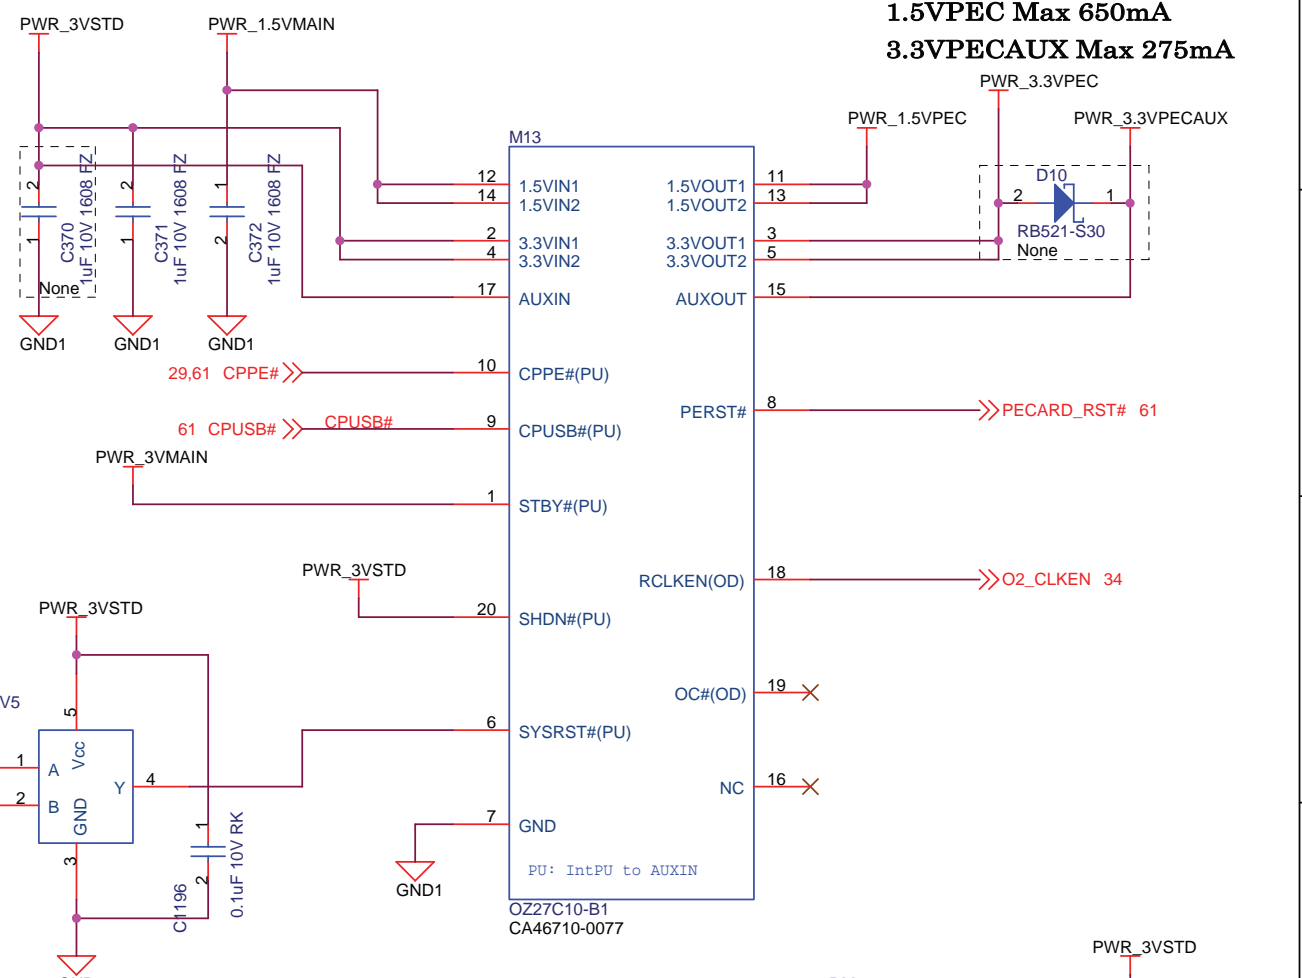 1.5VPEC Max 650mA
3.3VPECAUX Max 275mA
PWR_3VSTD
PWR_1.5VMAIN
PWR_3.3VPEC
PWR_1.5VPEC
PWR_3.3VPECAUX
M13
2
1
C370
1uF 10V 1608 FZ
None
GND1
2
1
C371
1uF 10V 1608 FZ
GND1
1
2
C372
1uF 10V 1608 FZ
GND1
12
1.5VIN1
14
1.5VIN2
2
3.3VIN1
4
3.3VIN2
17
AUXIN
1.5VOUT1
11
1.5VOUT2
13
3.3VOUT1
3
3.3VOUT2
5
AUXOUT
15
D10
2
1
RB521-S30
None
29,61 CPPE#
10
CPPE#(PU)
61 CPUSB#
CPUSB#
9
CPUSB#(PU)
PERST#
8
PECARD_RST# 61
PWR_3VMAIN
1
STBY#(PU)
PWR_3VSTD
20
SHDN#(PU)
RCLKEN(OD)
18
O2_CLKEN 34
PWR_3VSTD
V5
5
Vcc
1
A
2
B
Y
4
GND
3
6
SYSRST#(PU)
OC#(OD)
19
NC
16
1
2
C1196
0.1uF 10V RK
7
GND
GND1
PU: IntPU to AUXIN
OZ27C10-B1
CA46710-0077
PWR_3VSTD